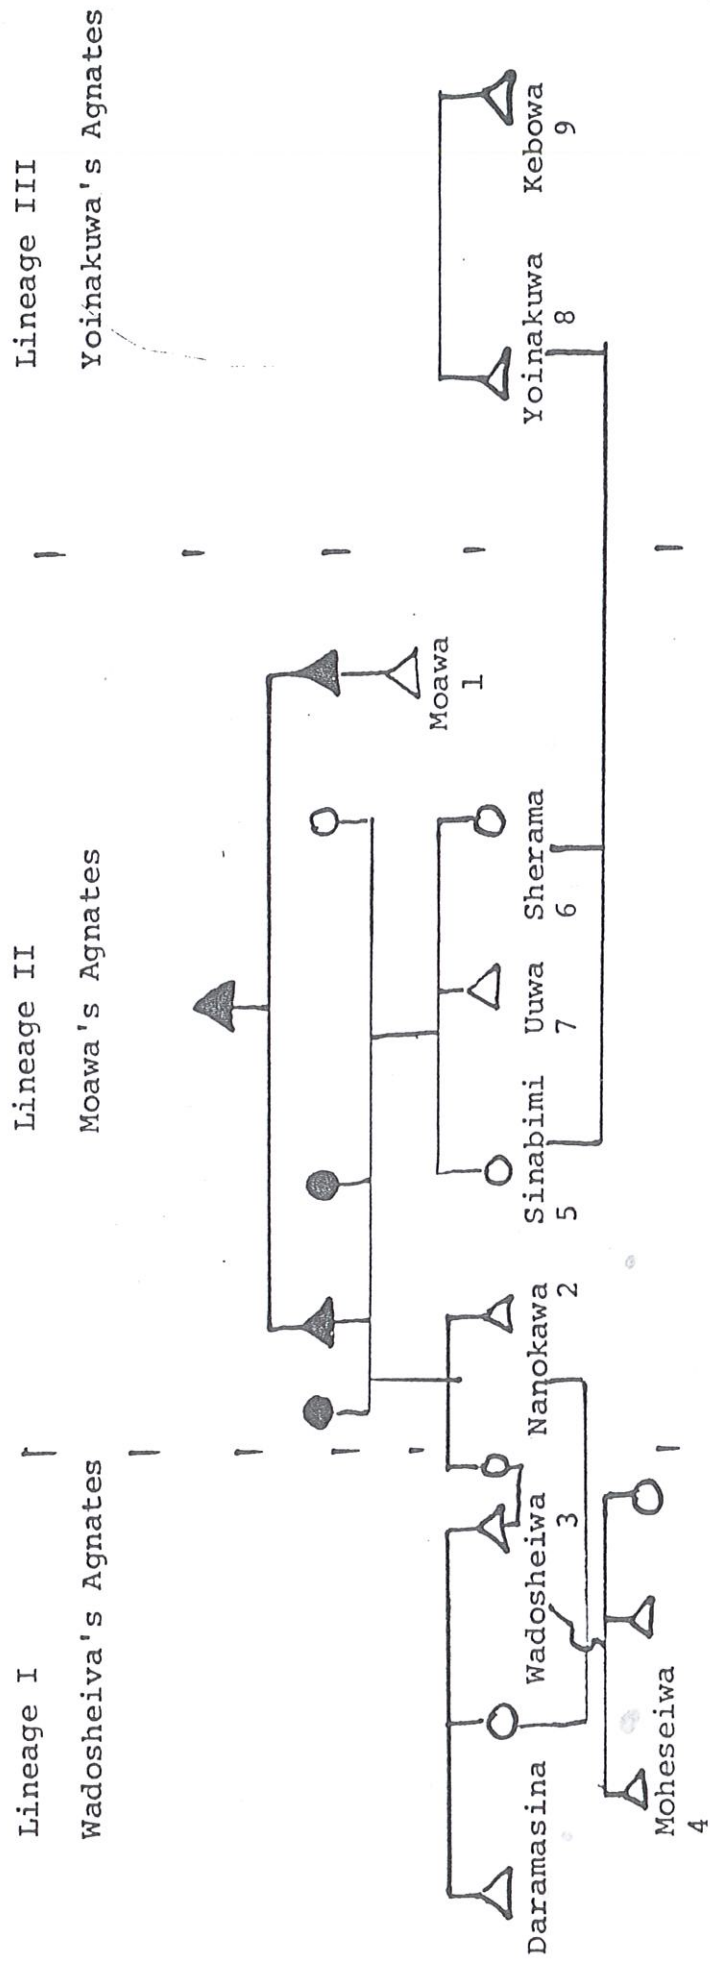 Lineage I
Wadosheiva's Agnates
Lineage II
Moawa's Agnates
Lineage III
Yoinakuwa's Agnates
Moawa
1
Daramasina
Wadosheiwa
3
Nanokawa
2
Sinabimi
5
Uuwa
7
Sherama
6
Yoinakuwa
8
Kebowa
9
Moheseiwa
4